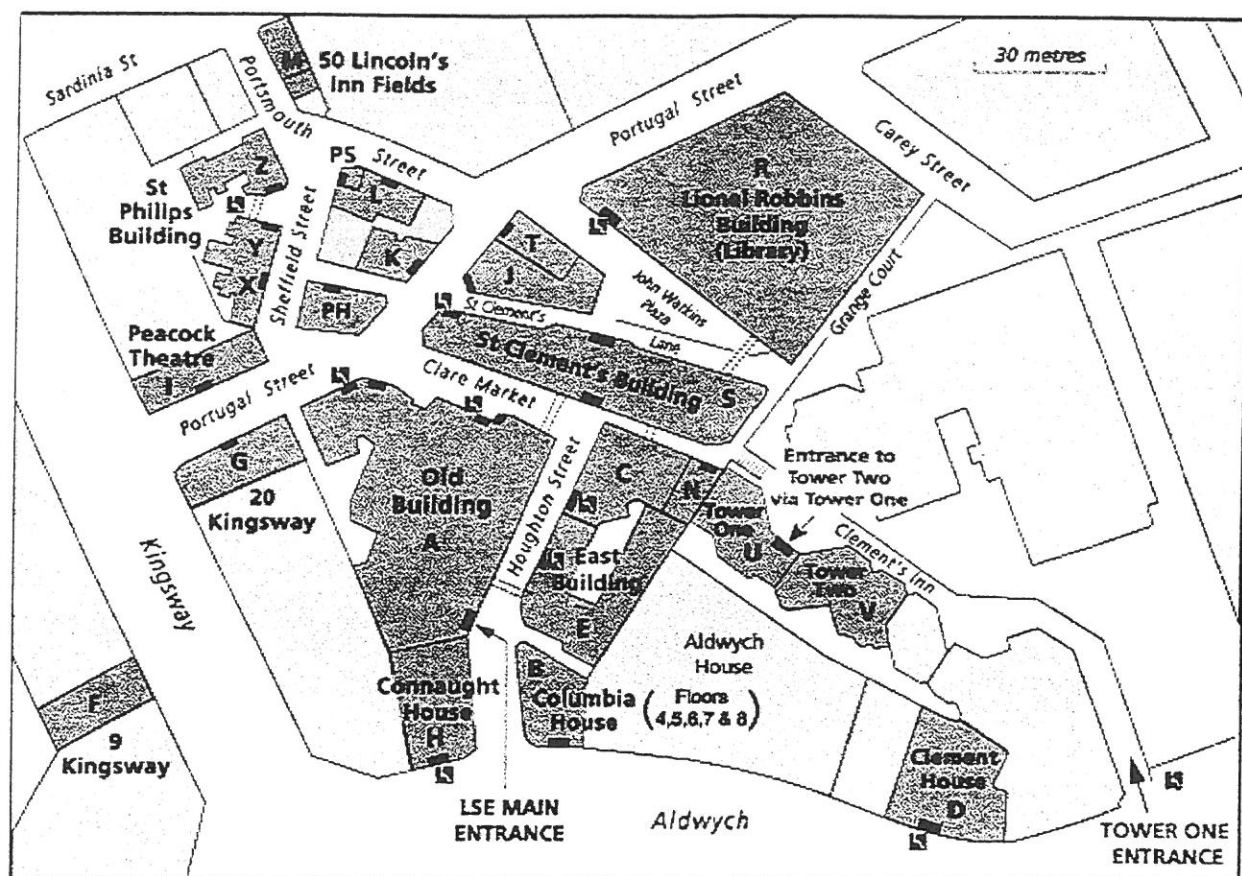 Sardinia St
M
50 Lincoln's
Inn Fields
Portsmouth
Street
30 metres
Portugal Street
Carey Street
PS
L
Z
St
Philips
Building
Y
X
Sheffield Street
K
PH
T
J
R
Lionel Robbins
Building
(Library)
John Watkins
Plaza
Grange Court
St Clement's
Lane
St Clement's Building
S
Peacock
Theatre
I
Portugal Street
Clare Market
G
20
Kingsway
Old
Building
A
Houghton Street
C
N
Tower
One
U
Entrance to
Tower Two
via Tower One
Tower
Two
V
Clement's Inn
East
Building
E
Kingsway
F
9
Kingsway
Connaught
House
H
B
Columbia
House
Aldwych
House
(Floors
4,5,6,7 & 8)
Clement
House
D
LSE MAIN
ENTRANCE
Aldwych
TOWER ONE
ENTRANCE